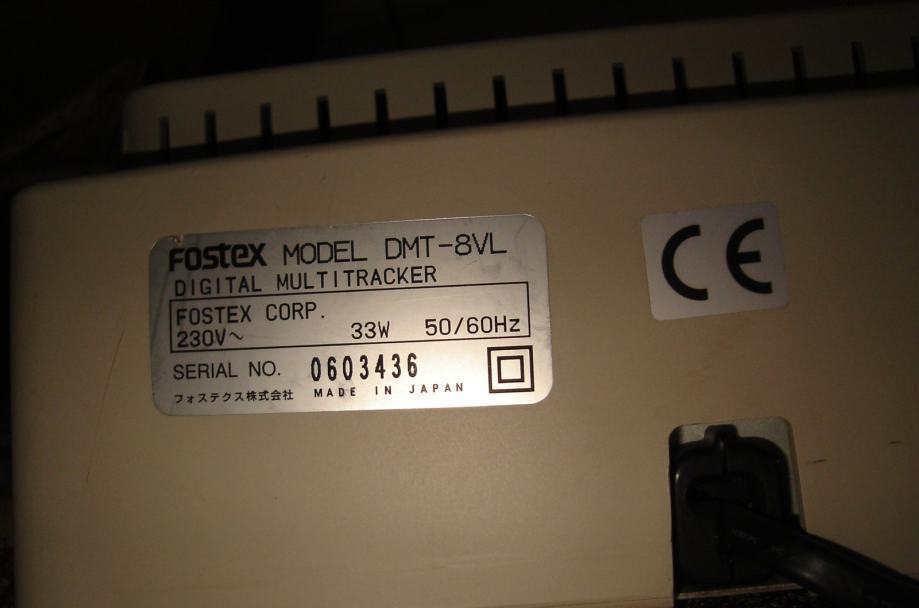 Fostex MODEL DMT-8VL
DIGITAL MULTITRACKER
FOSTEX CORP.
230V~ 33W 50/60Hz
SERIAL NO. 0603436
フォステクス株式会社 MADE IN JAPAN
CE